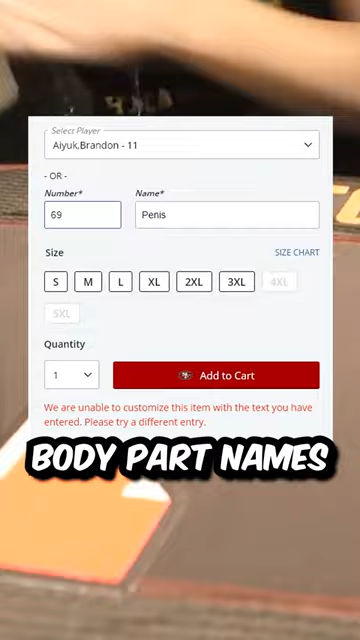 Select Player
Aiyuk,Brandon - 11
- OR -
Number* Name*
69 Penis
Size SIZE CHART
S M L XL 2XL 3XL 4XL
5XL
Quantity
1 Add to Cart
We are unable to customize this item with the text you have
entered. Please try a different entry.
BODY PART NAMES